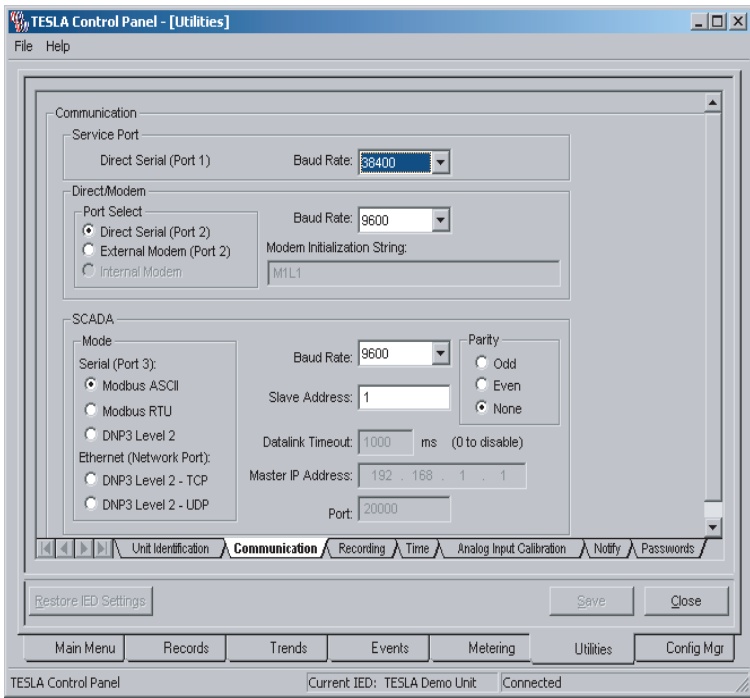 TESLA Control Panel - [Utilities]
File Help
Communication
Service Port
Direct Serial (Port 1) Baud Rate: 38400
Direct/Modem
Port Select
Direct Serial (Port 2)
External Modem (Port 2)
Internal Modem
Baud Rate: 9600
Modem Initialization String:
M1L1
SCADA
Mode
Serial (Port 3):
Modbus ASCII
Modbus RTU
DNP3 Level 2
Ethernet (Network Port):
DNP3 Level 2 - TCP
DNP3 Level 2 - UDP
Baud Rate: 9600
Slave Address: 1
Datalink Timeout: 1000 ms (0 to disable)
Master IP Address: 192 . 168 . 1 . 1
Port: 20000
Parity
Odd
Even
None
Unit Identification Communication Recording Time Analog Input Calibration Notify Passwords
Restore IED Settings Save Close
Main Menu Records Trends Events Metering Utilities Config Mgr
TESLA Control Panel Current IED: TESLA Demo Unit Connected